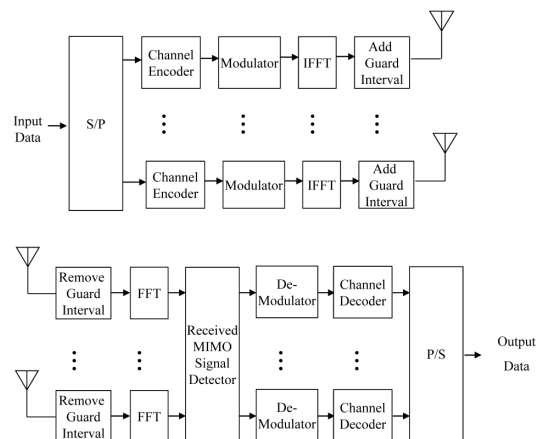 Channel
Encoder
Modulator
IFFT
Add
Guard
Interval
Input
Data
S/P
Channel
Encoder
Modulator
IFFT
Add
Guard
Interval
Remove
Guard
Interval
FFT
Received
MIMO
Signal
Detector
De-
Modulator
Channel
Decoder
P/S
Output
Data
Remove
Guard
Interval
FFT
De-
Modulator
Channel
Decoder